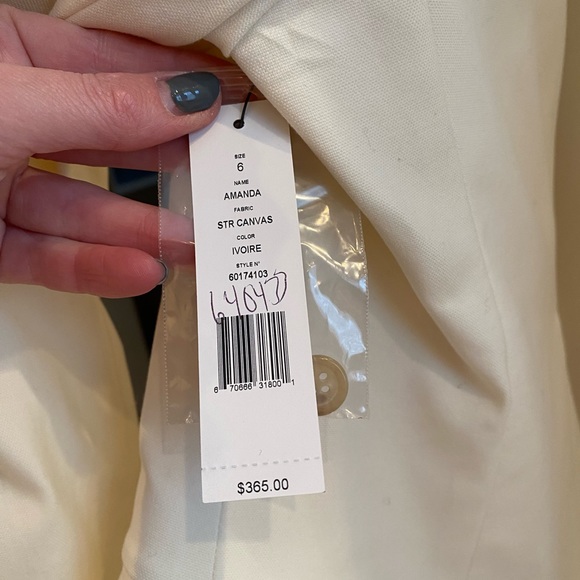 SIZE
6
NAME
AMANDA
FABRIC
STR CANVAS
COLOR
IVOIRE
STYLE N°
60174103
6 70666 31800 1
$365.00